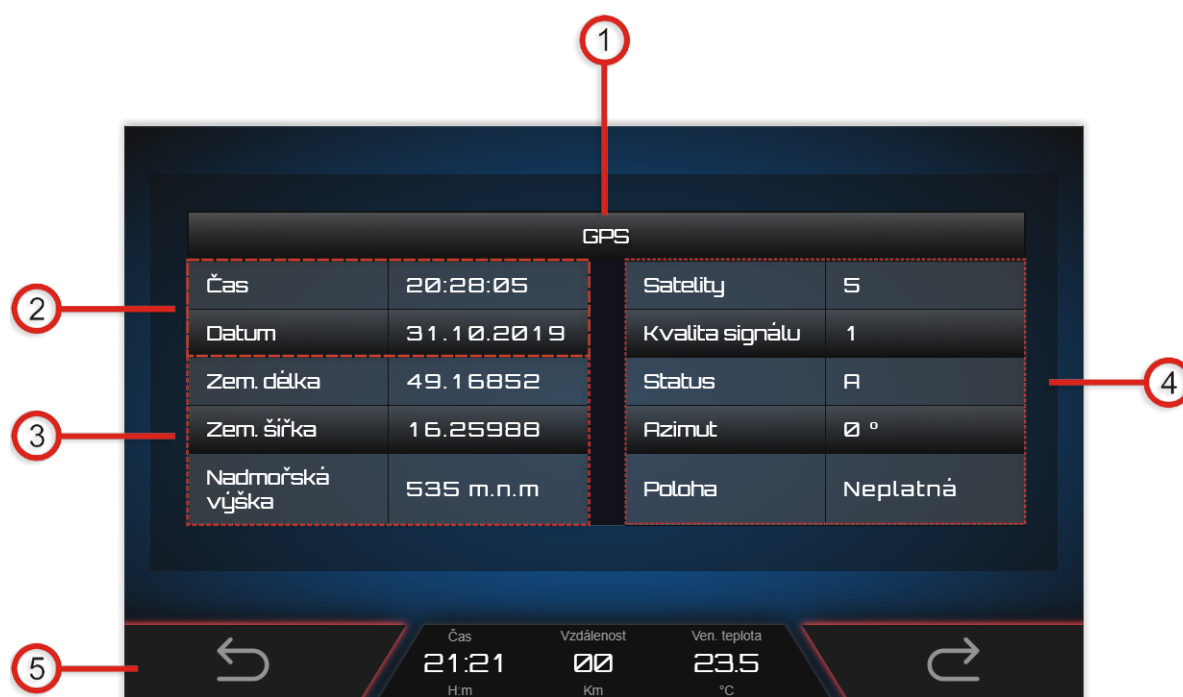 1
GPS
Čas 20:28:05 Satelity 5
2
Datum 31.10.2019 Kvalita signálu 1
Zem. délka 49.16852 Status A
4
Zem. šířka 16.25988 Azimut 0 °
3
Nadmořská
výška 535 m.n.m Poloha Neplatná
Čas Vzdálenost Ven. teplota
21:21 00 23.5
5
H:m Km °C